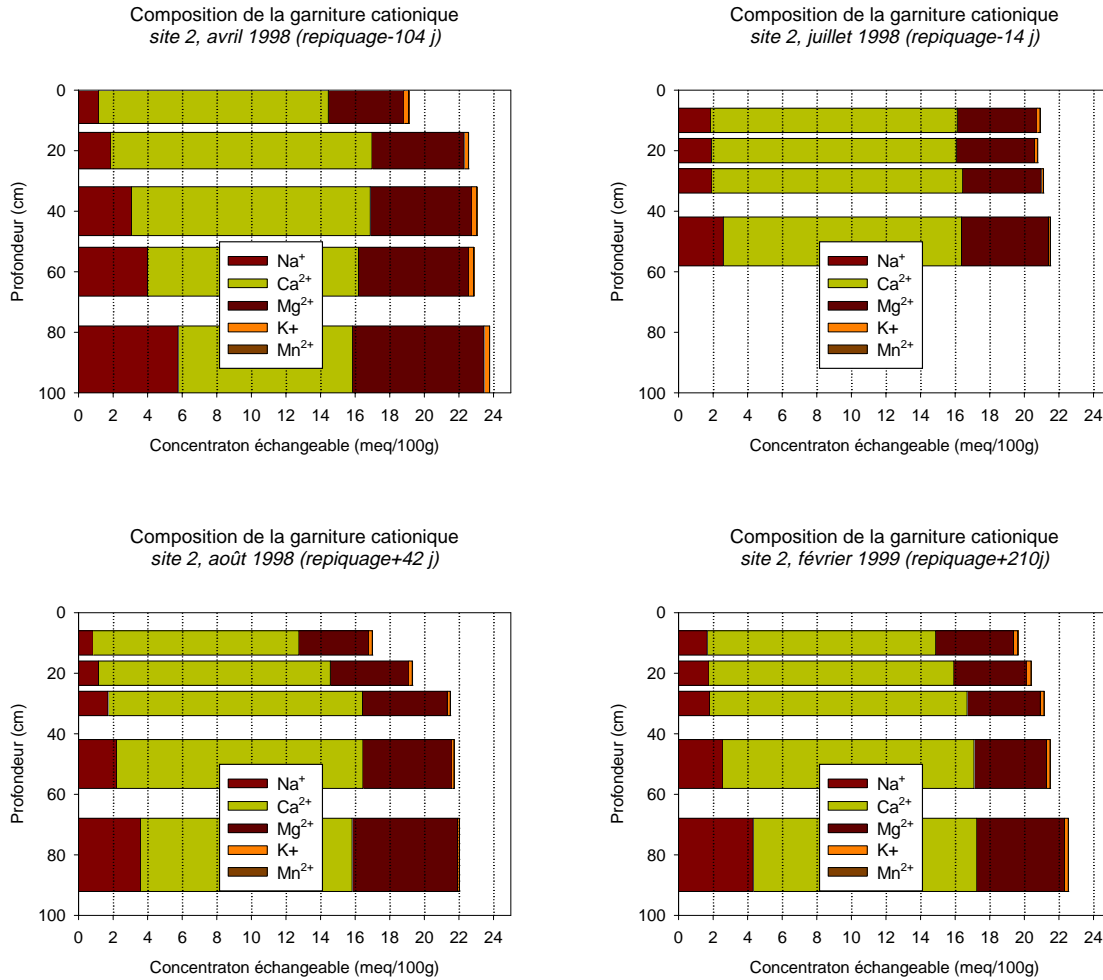 Composition de la garniture cationique
site 2, avril 1998 (repiquage-104 j)
Profondeur (cm)
0
20
40
60
80
100
Na+
Ca2+
Mg2+
K+
Mn2+
0 2 4 6 8 10 12 14 16 18 20 22 24
Concentraton échangeable (meq/100g)
Composition de la garniture cationique
site 2, juillet 1998 (repiquage-14 j)
Profondeur (cm)
0
20
40
60
80
100
Na+
Ca2+
Mg2+
K+
Mn2+
0 2 4 6 8 10 12 14 16 18 20 22 24
Concentraton échangeable (meq/100g)
Composition de la garniture cationique
site 2, août 1998 (repiquage+42 j)
Profondeur (cm)
0
20
40
60
80
100
Na+
Ca2+
Mg2+
K+
Mn2+
0 2 4 6 8 10 12 14 16 18 20 22 24
Concentraton échangeable (meq/100g)
Composition de la garniture cationique
site 2, février 1999 (repiquage+210j)
Profondeur (cm)
0
20
40
60
80
100
Na+
Ca2+
Mg2+
K+
Mn2+
0 2 4 6 8 10 12 14 16 18 20 22 24
Concentraton échangeable (meq/100g)